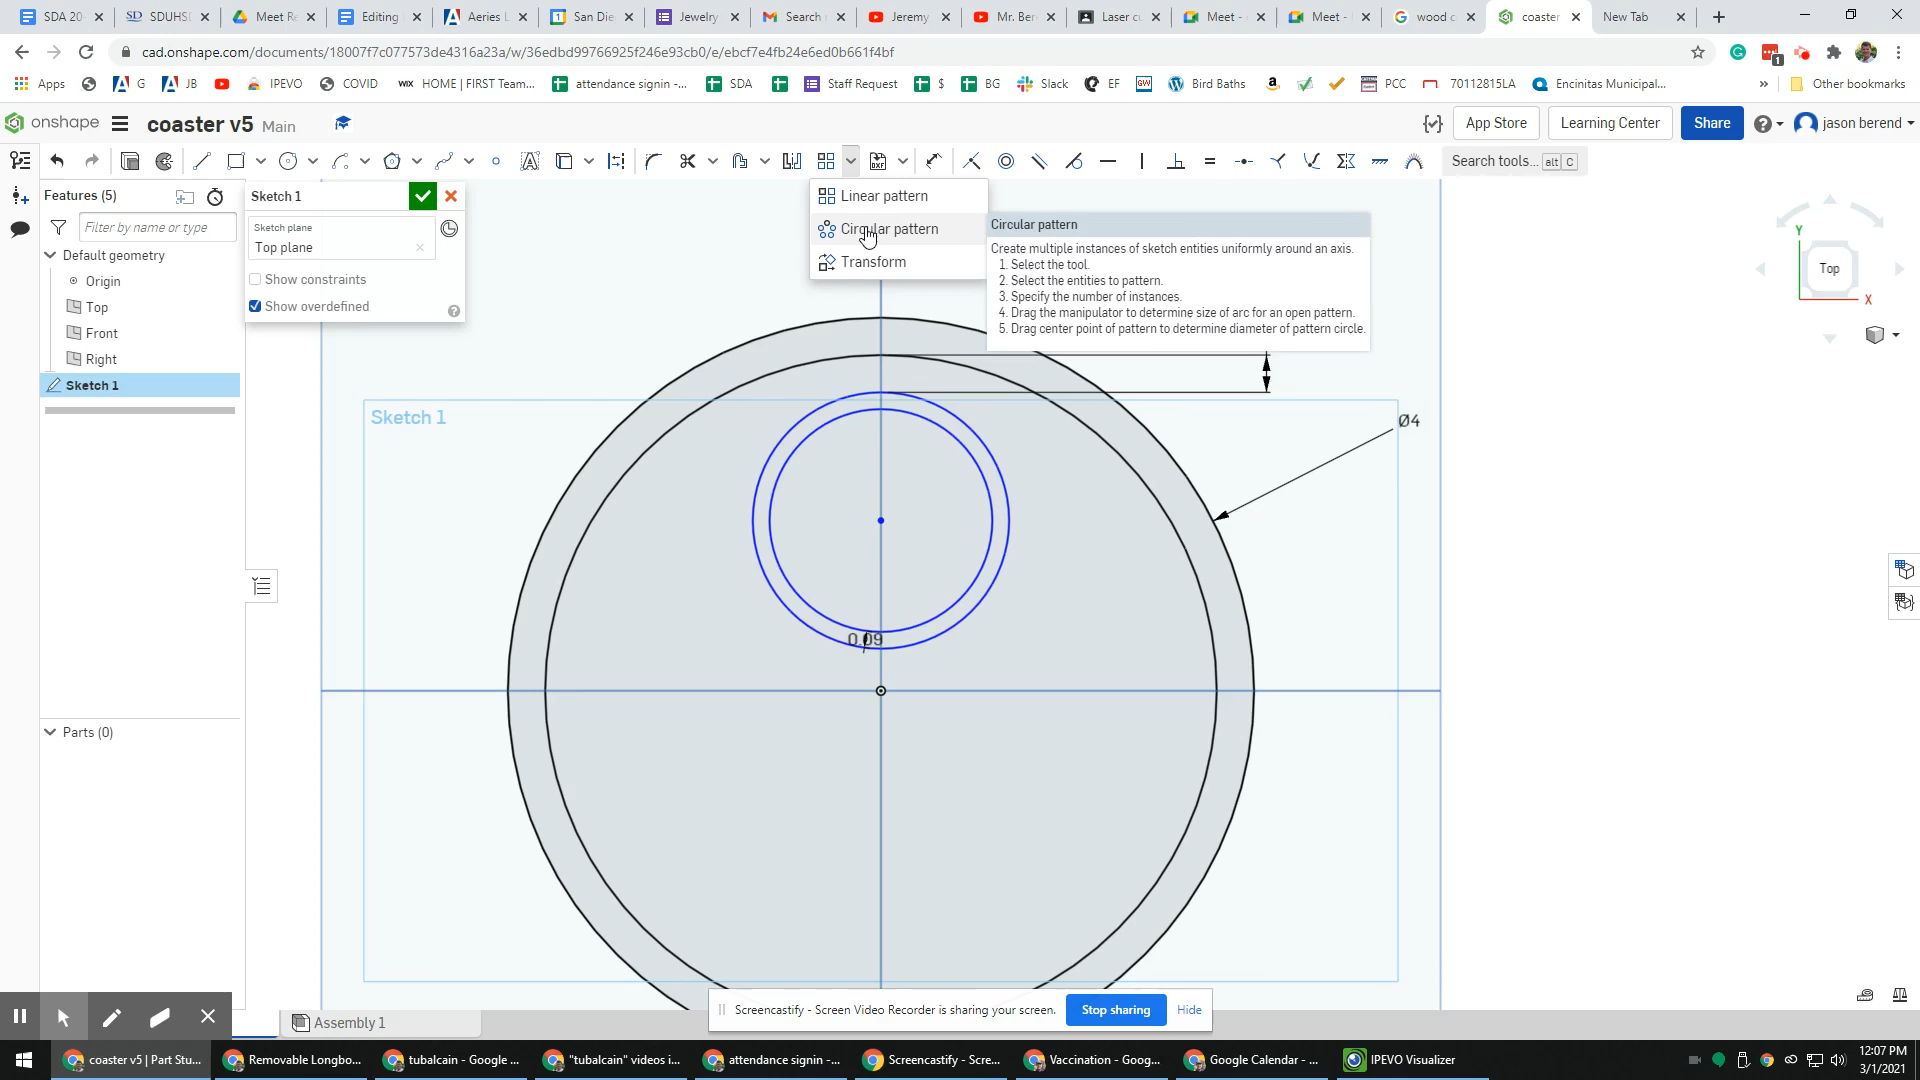 SDA 20
SDUHS
Meet Re
Editing
Aeries L
San Die
Jewelry
Search
Jeremy
Mr. Ber
Laser cu
Meet -
Meet -
wood c
coaster
New Tab
cad.onshape.com/documents/18007f7c077573de4316a23a/w/36edbd99766925f246e93cb0/e/ebcf7e4fb24e6ed0b661f4bf
Apps
G
JB
IPEVO
COVID
WIX HOME | FIRST Team...
attendance signin -...
SDA
Staff Request
$
BG
Slack
EF
GW
Bird Baths
PCC
70112815LA
Encinitas Municipal...
»
Other bookmarks
onshape
coaster v5 Main
App Store
Learning Center
Share
jason berend
Search tools... alt C
Features (5)
Filter by name or type
Default geometry
Origin
Top
Front
Right
Sketch 1
Parts (0)
Sketch 1
Sketch plane
Top plane
Show constraints
Show overdefined
Linear pattern
Circular pattern
Transform
Circular pattern
Create multiple instances of sketch entities uniformly around an axis.
1. Select the tool.
2. Select the entities to pattern.
3. Specify the number of instances.
4. Drag the manipulator to determine size of arc for an open pattern.
5. Drag center point of pattern to determine diameter of pattern circle.
Y
Top
X
Sketch 1
Ø4
0.09
Assembly 1
Screencastify - Screen Video Recorder is sharing your screen.
Stop sharing
Hide
coaster v5 | Part Stu...
Removable Longbo...
tubalcain - Google ...
"tubalcain" videos i...
attendance signin -...
Screencastify - Scre...
Vaccination - Goog...
Google Calendar - ...
IPEVO Visualizer
12:07 PM
3/1/2021